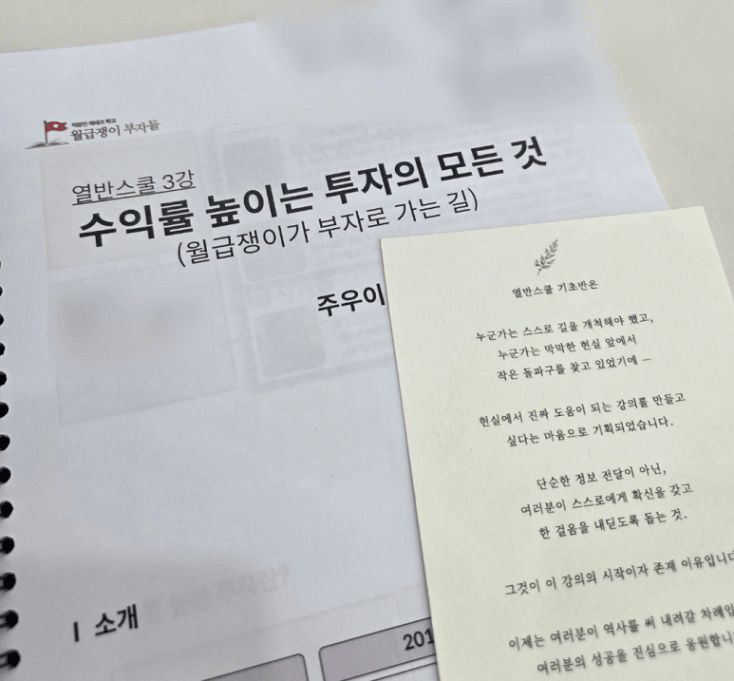 직장인 재테크 학교
월급쟁이 부자들
열반스쿨 3강
수익률 높이는 투자의 모든 것
(월급쟁이가 부자로 가는 길)
주우이
열반스쿨 기초반은
누군가는 스스로 길을 개척해야 했고,
누군가는 막막한 현실 앞에서
작은 돌파구를 찾고 있었기에 —
현실에서 진짜 도움이 되는 강의를 만들고
싶다는 마음으로 기획되었습니다.
단순한 정보 전달이 아닌,
여러분이 스스로에게 확신을 갖고
한 걸음을 내딛도록 돕는 것.
그것이 이 강의의 시작이자 존재 이유입니다
이제는 여러분이 역사를 써 내려갈 차례입
여러분의 성공을 진심으로 응원합니
I 소개
201